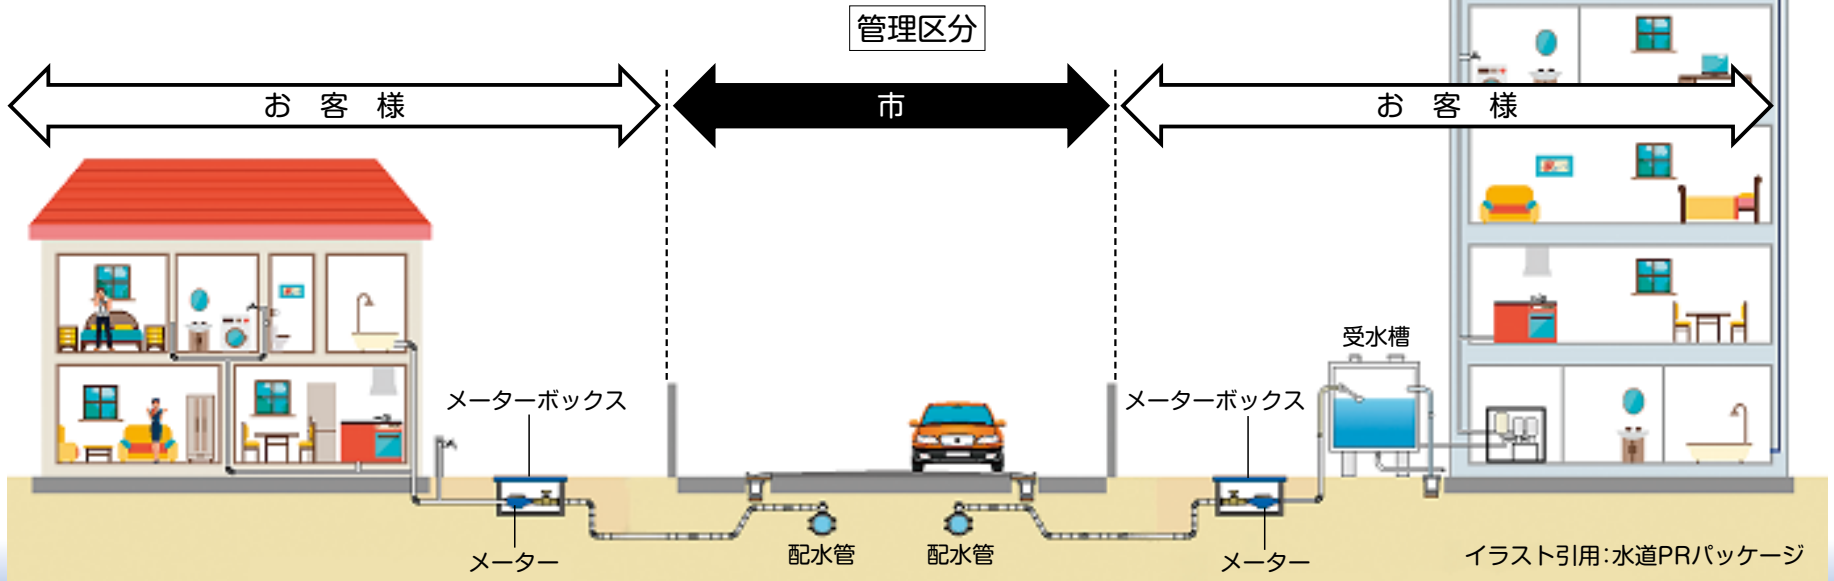 管理区分
お客様
市
お客様
受水槽
メーターボックス
メーターボックス
メーター
配水管
配水管
メーター
イラスト引用：水道PRパッケージ